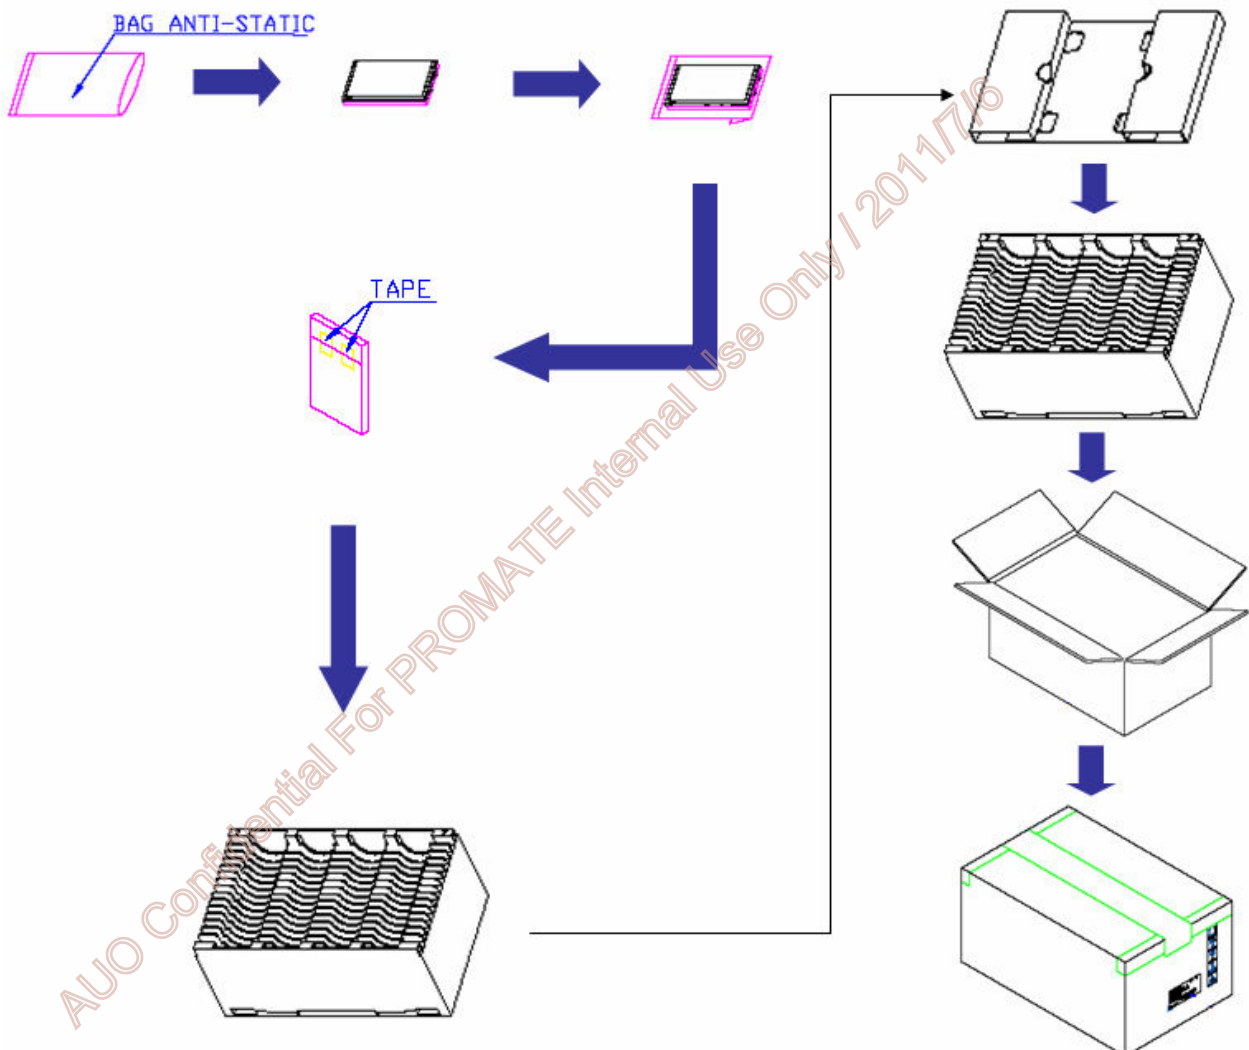 BAG ANTI-STATIC
TAPE
AUO Confidential For PROMATE Internal Use Only / 2011/7/6